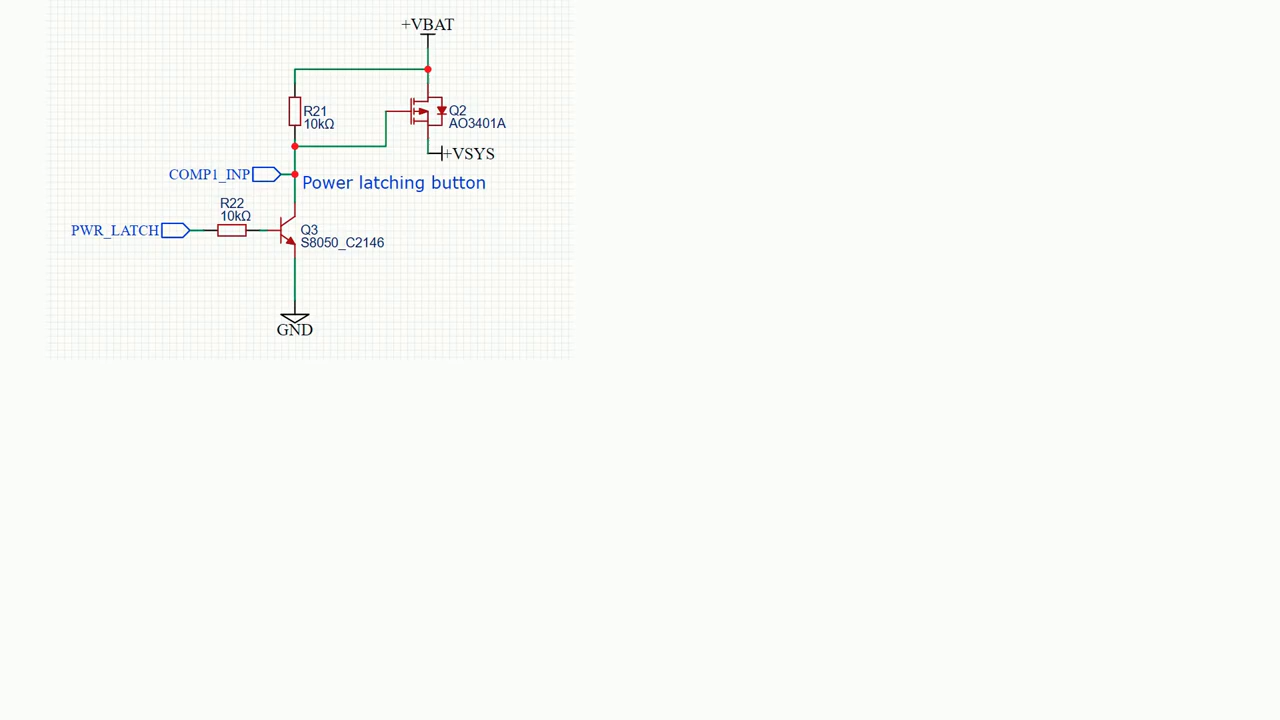 +VBAT
R21
10kΩ
Q2
AO3401A
+VSYS
COMP1_INP
Power latching button
R22
10kΩ
PWR_LATCH
Q3
S8050_C2146
GND